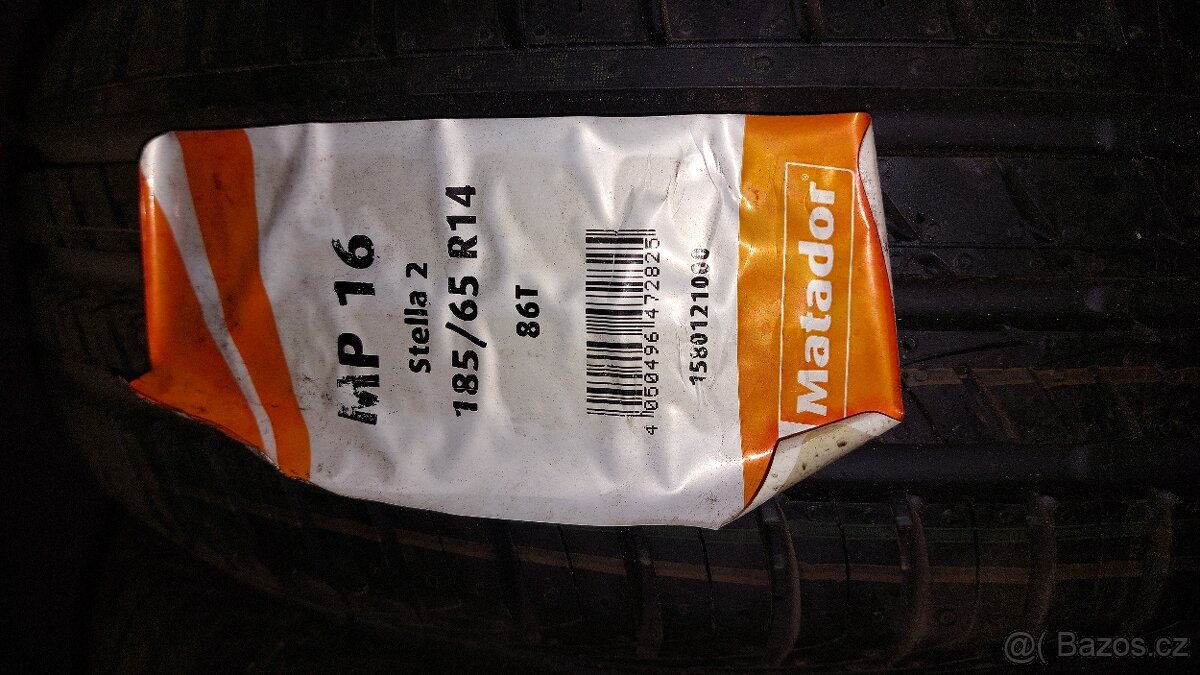 MP 16
Stella 2
185/65 R14
86T
4 050496 472825
1580121000
Matador
@( Bazos.cz